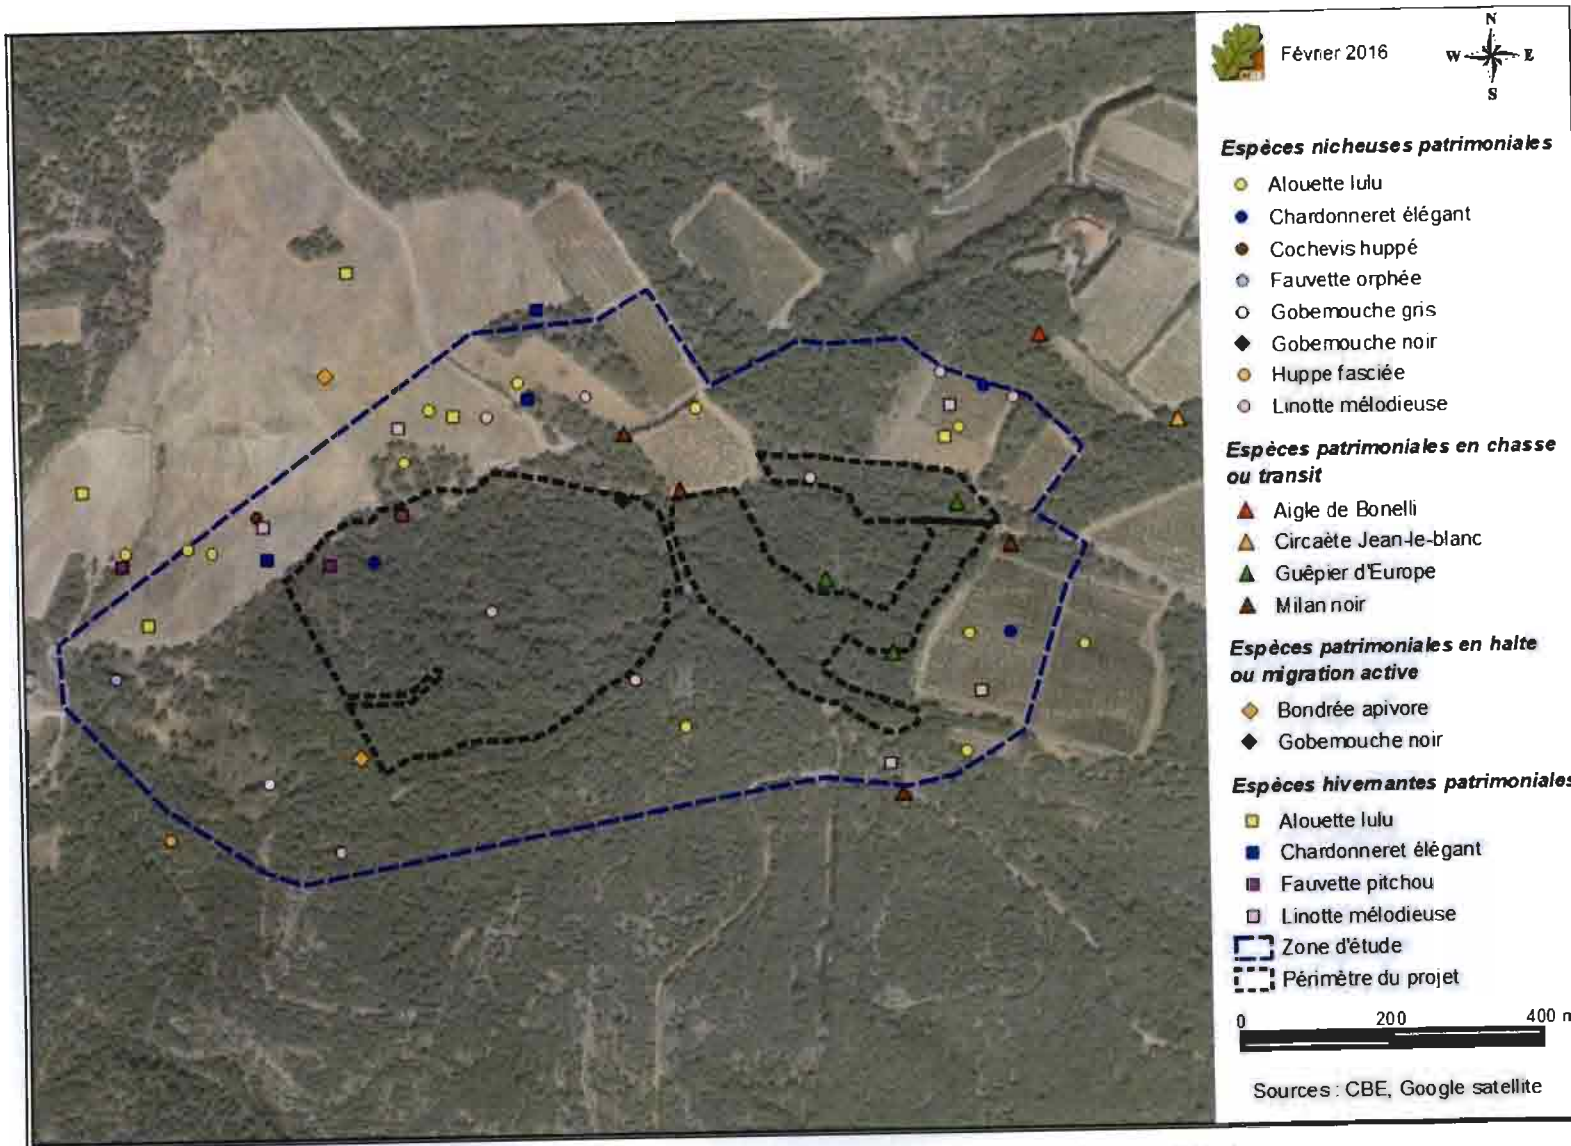 Février 2016
N
W E
S
Espèces nicheuses patrimoniales
Alouette lulu
Chardonneret élégant
Cochevis huppé
Fauvette orphée
Gobemouche gris
Gobemouche noir
Huppe fasciée
Linotte mélodieuse
Espèces patrimoniales en chasse
ou transit
Aigle de Bonelli
Circaète Jean-le-blanc
Guêpier d'Europe
Milan noir
Espèces patrimoniales en halte
ou migration active
Bondrée apivore
Gobemouche noir
Espèces hivernantes patrimoniales
Alouette lulu
Chardonneret élégant
Fauvette pitchou
Linotte mélodieuse
Zone d'étude
Périmètre du projet
0 200 400 m
Sources : CBE, Google satellite